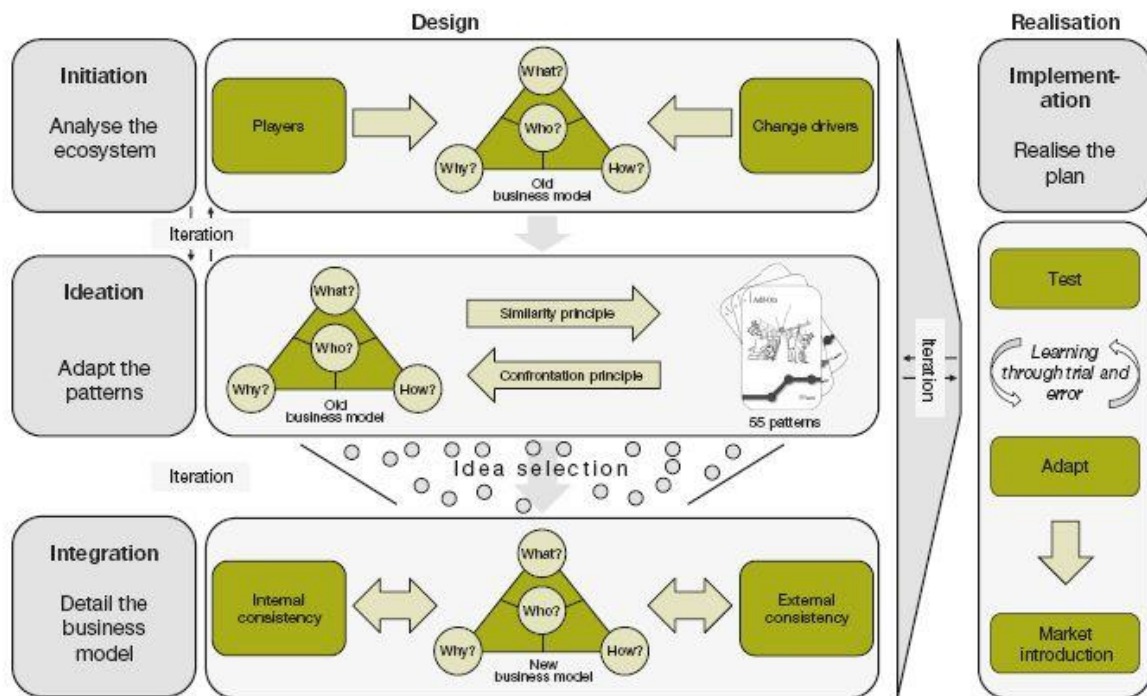 Design
Realisation
Initiation
Analyse the
ecosystem
Players
What?
Who?
Why?
How?
Old
business model
Change drivers
Implement-
ation
Realise the
plan
Iteration
Ideation
Adapt the
patterns
What?
Who?
Why?
How?
Old
business model
Similarity principle
Confrontation principle
55 patterns
Iteration
Test
Learning
through trial and
error
Adapt
Market
introduction
Idea selection
Iteration
Integration
Detail the
business
model
Internal
consistency
What?
Who?
Why?
How?
New
business model
External
consistency